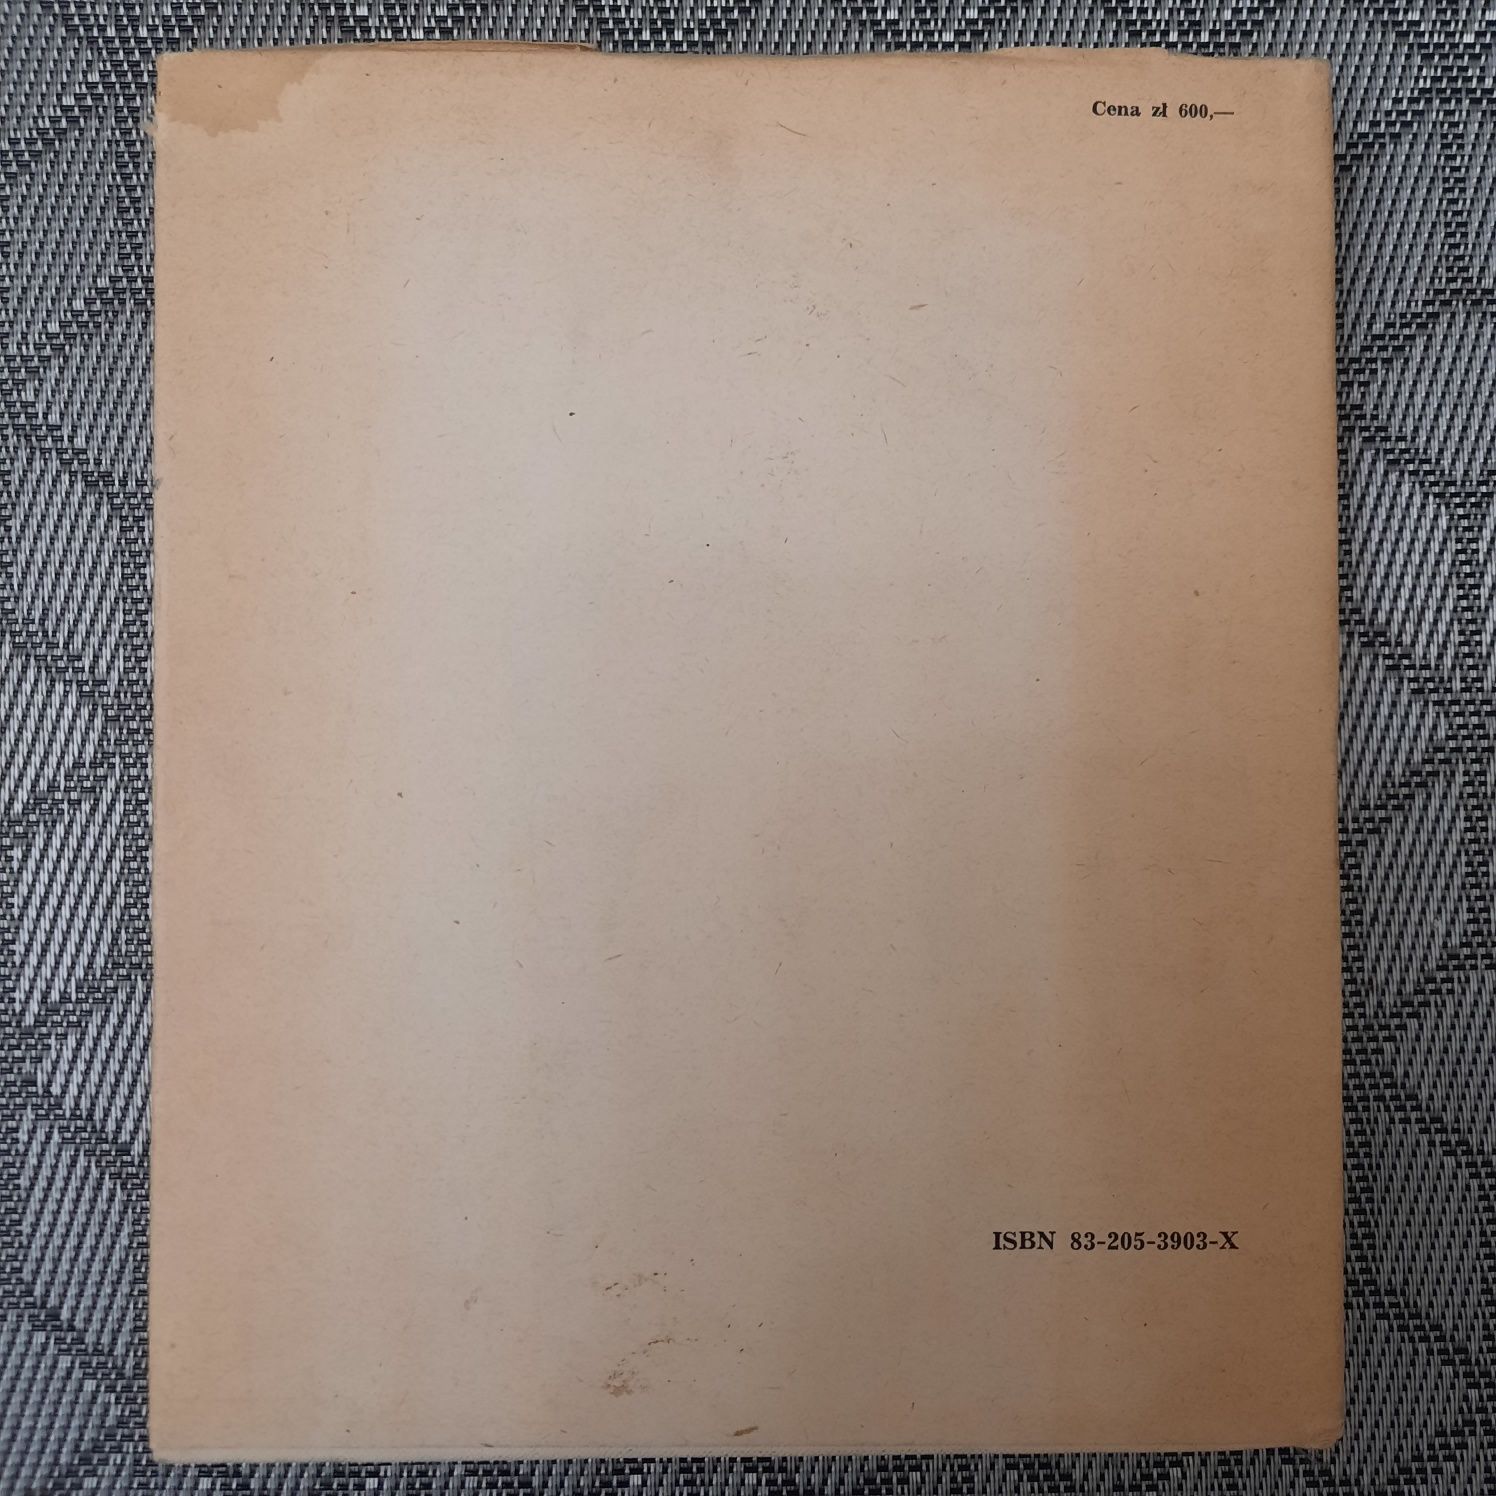 Cena zł 600,—
ISBN 83-205-3903-X